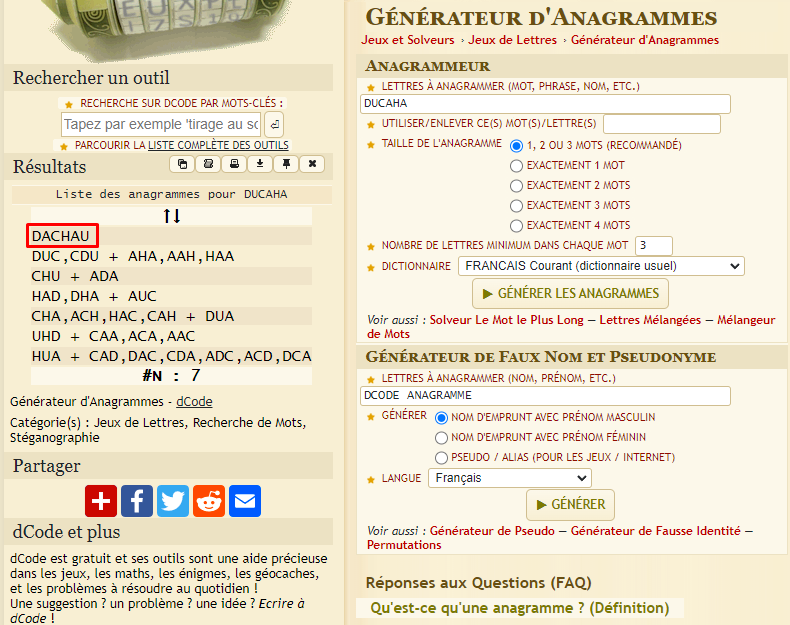 Rechercher un outil
RECHERCHE SUR DCODE PAR MOTS-CLÉS :
Tapez par exemple 'tirage au sc
PARCOURIR LA LISTE COMPLÈTE DES OUTILS
Résultats
Liste des anagrammes pour DUCAHA
↑↓
DACHAU
DUC,CDU + AHA,AAH,HAA
CHU + ADA
HAD,DHA + AUC
CHA,ACH,HAC,CAH + DUA
UHD + CAA,ACA,AAC
HUA + CAD,DAC,CDA,ADC,ACD,DCA
#N : 7
Générateur d'Anagrammes - dCode
Catégorie(s) : Jeux de Lettres, Recherche de Mots,
Stéganographie
Partager
dCode et plus
dCode est gratuit et ses outils sont une aide précieuse
dans les jeux, les maths, les énigmes, les géocaches,
et les problèmes à résoudre au quotidien !
Une suggestion ? un problème ? une idée ? Ecrire à
dCode !
GÉNÉRATEUR D'ANAGRAMMES
Jeux et Solveurs › Jeux de Lettres › Générateur d'Anagrammes
ANAGRAMMEUR
LETTRES À ANAGRAMMER (MOT, PHRASE, NOM, ETC.)
DUCAHA
UTILISER/ENLEVER CE(S) MOT(S)/LETTRE(S)
TAILLE DE L'ANAGRAMME
1, 2 OU 3 MOTS (RECOMMANDÉ)
EXACTEMENT 1 MOT
EXACTEMENT 2 MOTS
EXACTEMENT 3 MOTS
EXACTEMENT 4 MOTS
NOMBRE DE LETTRES MINIMUM DANS CHAQUE MOT 3
DICTIONNAIRE FRANCAIS Courant (dictionnaire usuel)
▶ GÉNÉRER LES ANAGRAMMES
Voir aussi : Solveur Le Mot le Plus Long – Lettres Mélangées – Mélangeur
de Mots
GÉNÉRATEUR DE FAUX NOM ET PSEUDONYME
LETTRES À ANAGRAMMER (NOM, PRÉNOM, ETC.)
DCODE ANAGRAMME
GÉNÉRER
NOM D'EMPRUNT AVEC PRÉNOM MASCULIN
NOM D'EMPRUNT AVEC PRÉNOM FÉMININ
PSEUDO / ALIAS (POUR LES JEUX / INTERNET)
LANGUE Français
▶ GÉNÉRER
Voir aussi : Générateur de Pseudo – Générateur de Fausse Identité –
Permutations
Réponses aux Questions (FAQ)
Qu'est-ce qu'une anagramme ? (Définition)